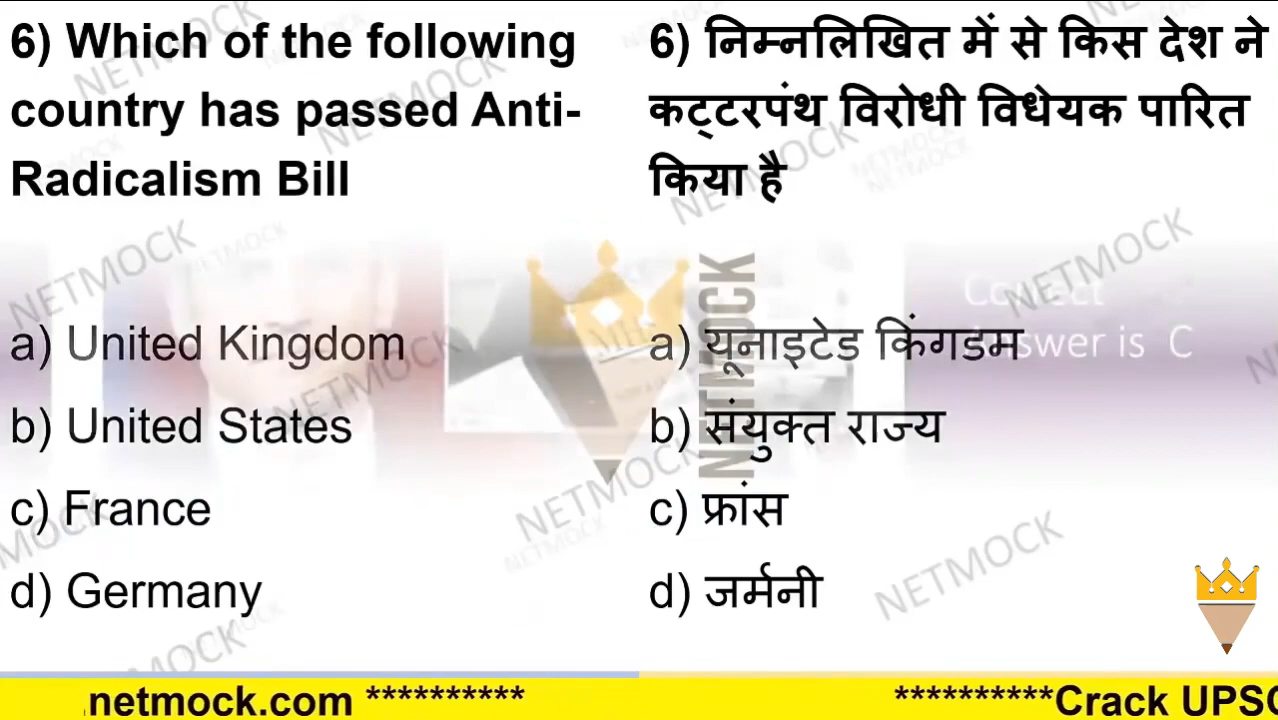 6) Which of the following
country has passed Anti-
Radicalism Bill
a) United Kingdom
b) United States
c) France
d) Germany
6) निम्नलिखित में से किस देश ने
कट्टरपंथ विरोधी विधेयक पारित
किया है
a) यूनाइटेड किंगडम
b) संयुक्त राज्य
c) फ्रांस
d) जर्मनी
Correct
Answer is C
NETMOCK
netmock.com **********
**********Crack UPSC